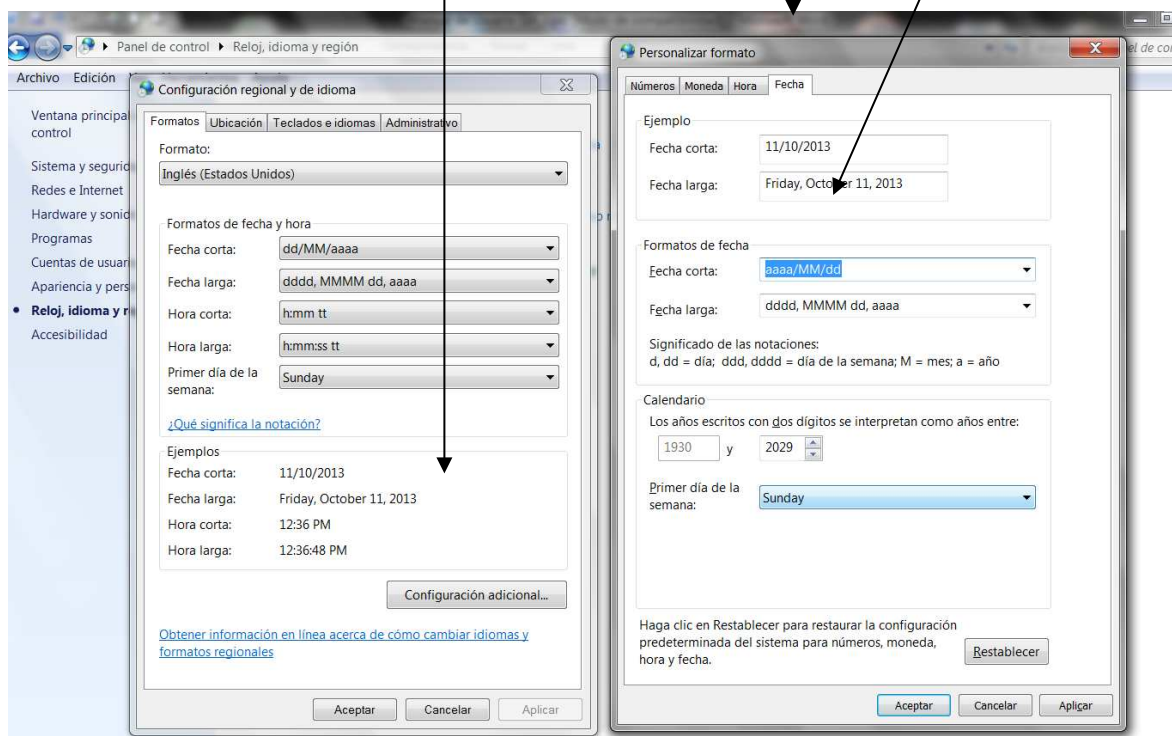 Panel de control ▸ Reloj, idioma y región
Archivo Edición
Ventana principal
control
Sistema y segurid
Redes e Internet
Hardware y sonid
Programas
Cuentas de usuari
Apariencia y pers
Reloj, idioma y r
Accesibilidad
Configuración regional y de idioma
Formatos Ubicación Teclados e idiomas Administrativo
Formato:
Inglés (Estados Unidos)
Formatos de fecha y hora
Fecha corta: dd/MM/aaaa
Fecha larga: dddd, MMMM dd, aaaa
Hora corta: h:mm tt
Hora larga: h:mm:ss tt
Primer día de la
semana: Sunday
¿Qué significa la notación?
Ejemplos
Fecha corta: 11/10/2013
Fecha larga: Friday, October 11, 2013
Hora corta: 12:36 PM
Hora larga: 12:36:48 PM
Configuración adicional...
Obtener información en línea acerca de cómo cambiar idiomas y
formatos regionales
Aceptar Cancelar Aplicar
Personalizar formato
el de co
Números Moneda Hora Fecha
Ejemplo
Fecha corta: 11/10/2013
Fecha larga: Friday, October 11, 2013
Formatos de fecha
Fecha corta: aaaa/MM/dd
Fecha larga: dddd, MMMM dd, aaaa
Significado de las notaciones:
d, dd = día; ddd, dddd = día de la semana; M = mes; a = año
Calendario
Los años escritos con dos dígitos se interpretan como años entre:
1930 y 2029
Primer día de la
semana: Sunday
Haga clic en Restablecer para restaurar la configuración
predeterminada del sistema para números, moneda,
hora y fecha.
Restablecer
Aceptar Cancelar Aplicar